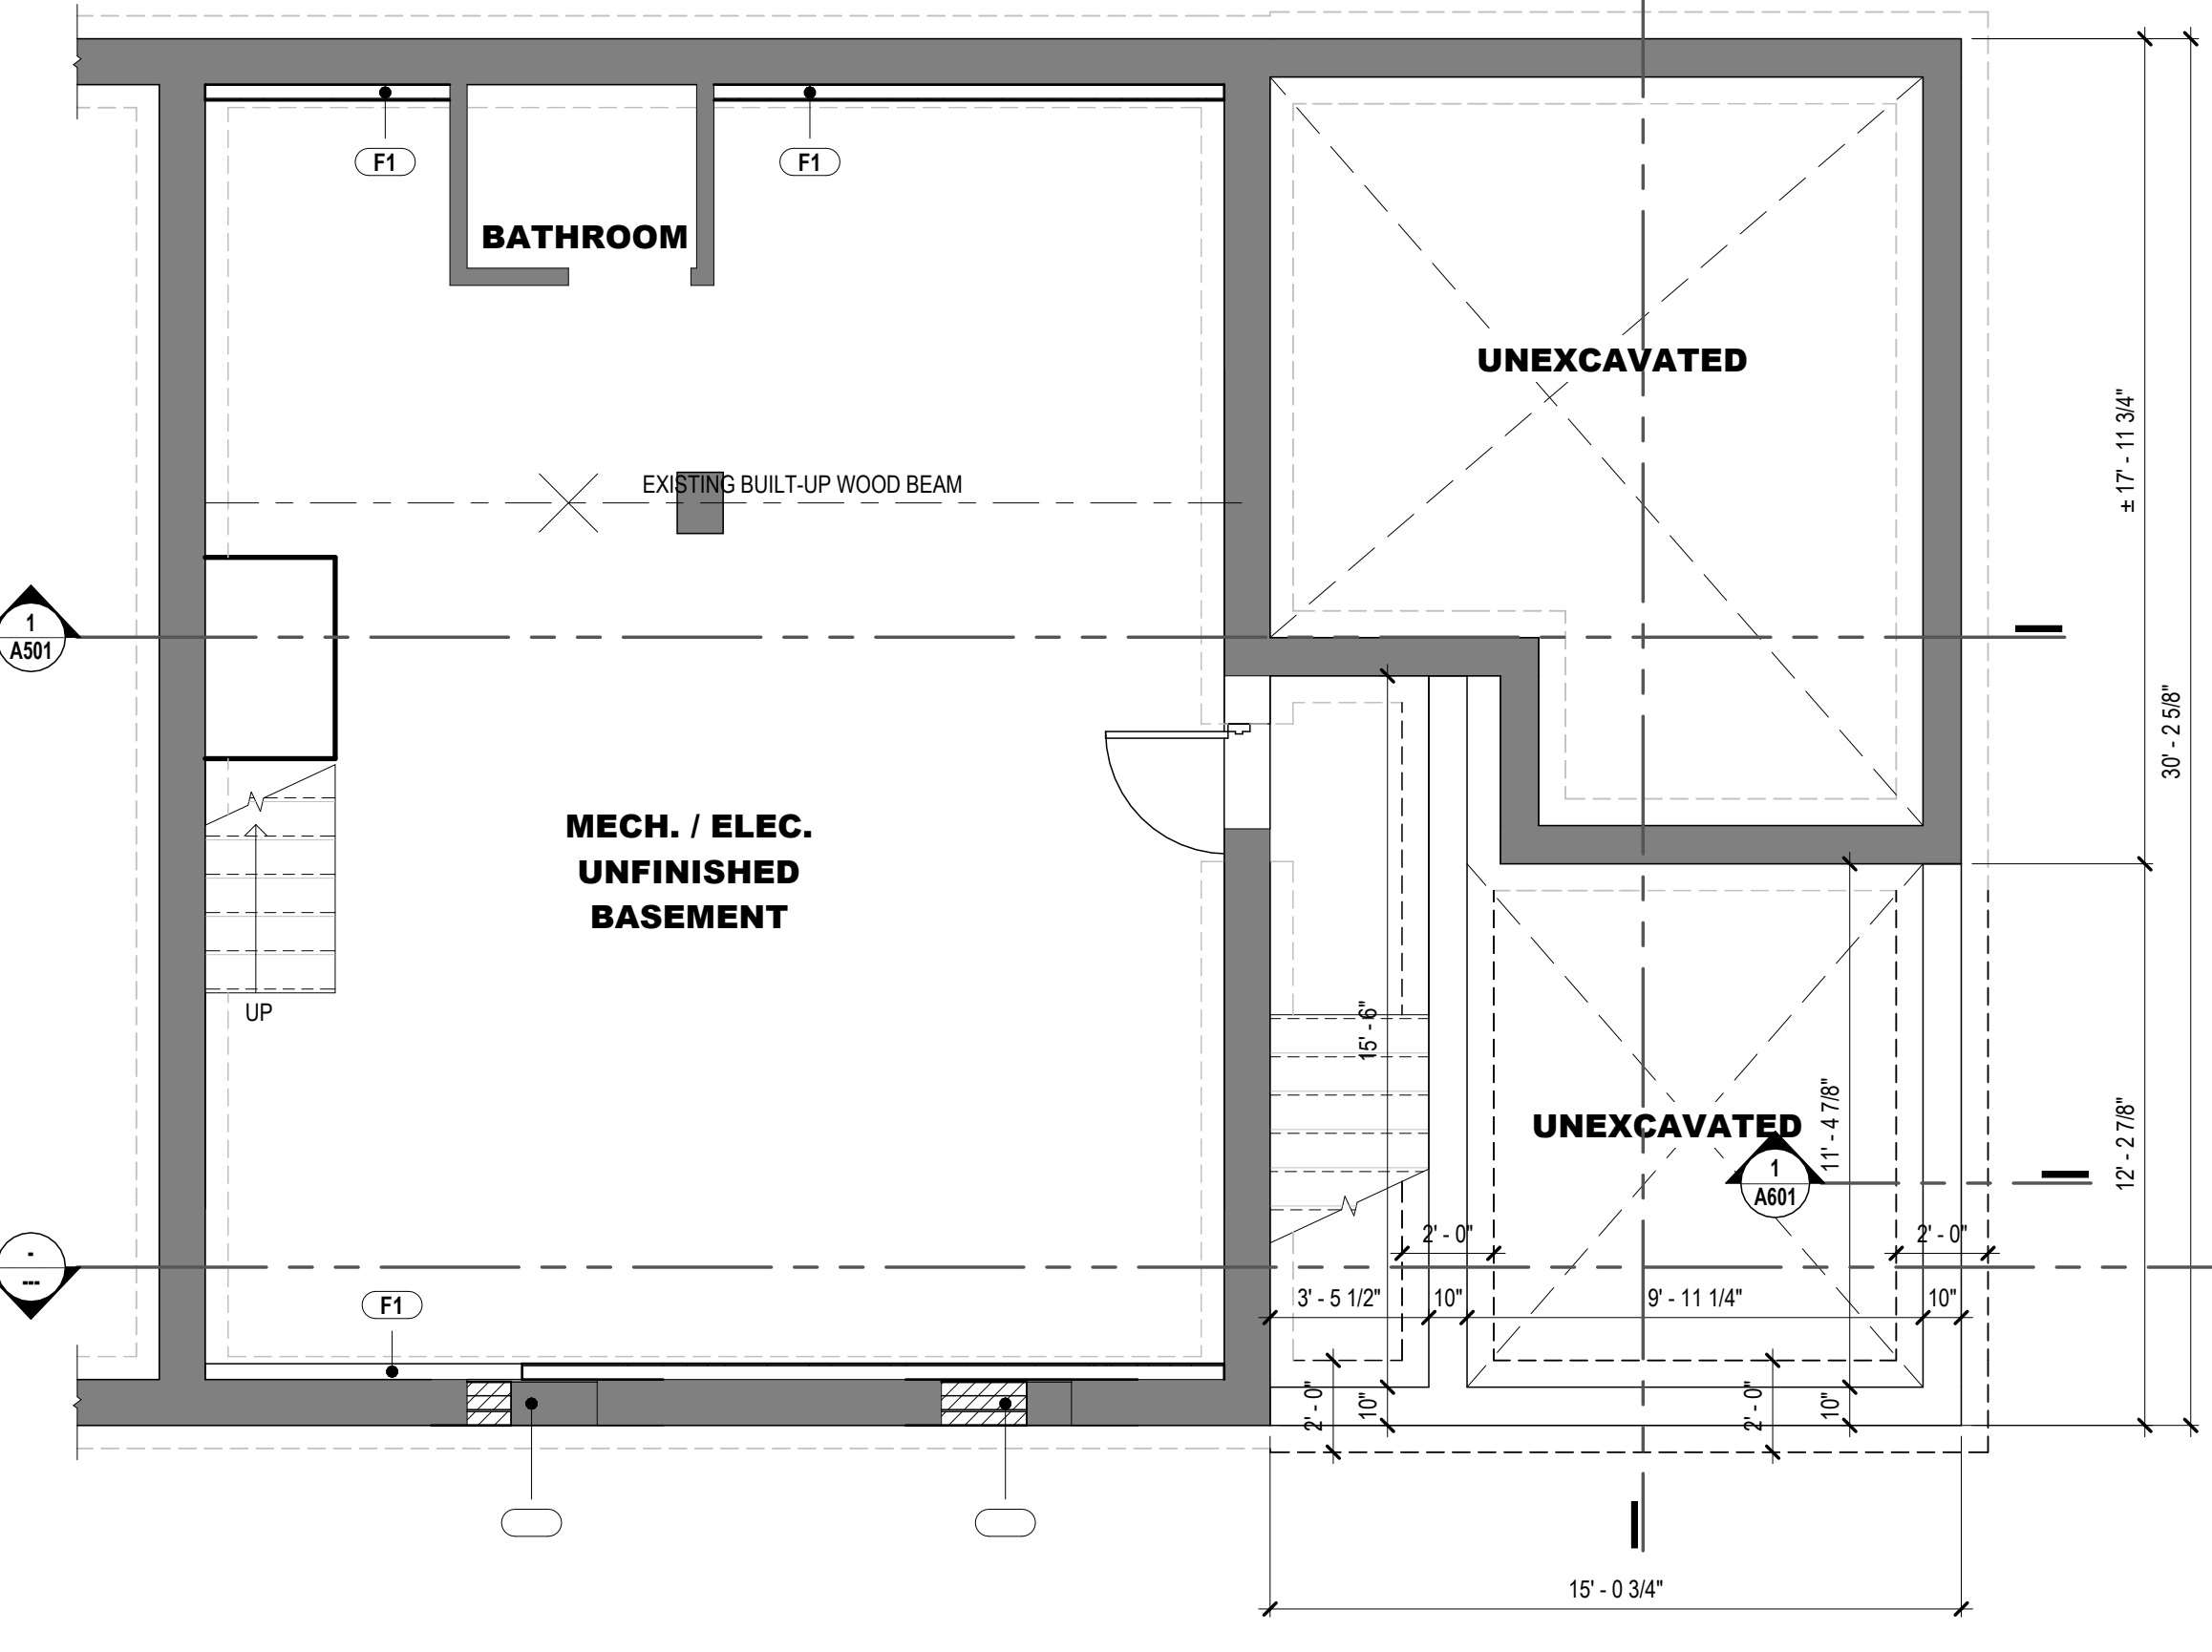 F1
F1
BATHROOM
UNEXCAVATED
± 17' - 11 3/4"
EXISTING BUILT-UP WOOD BEAM
1
A501
30' - 2 5/8"
MECH. / ELEC.
UNFINISHED
BASEMENT
UP
15' - 6"
UNEXCAVATED
11' - 4 7/8"
12' - 2 7/8"
1
A601
2' - 0"
2' - 0"
-
---
F1
3' - 5 1/2"
10"
9' - 11 1/4"
10"
2' - 0"
10"
2' - 0"
10"
15' - 0 3/4"